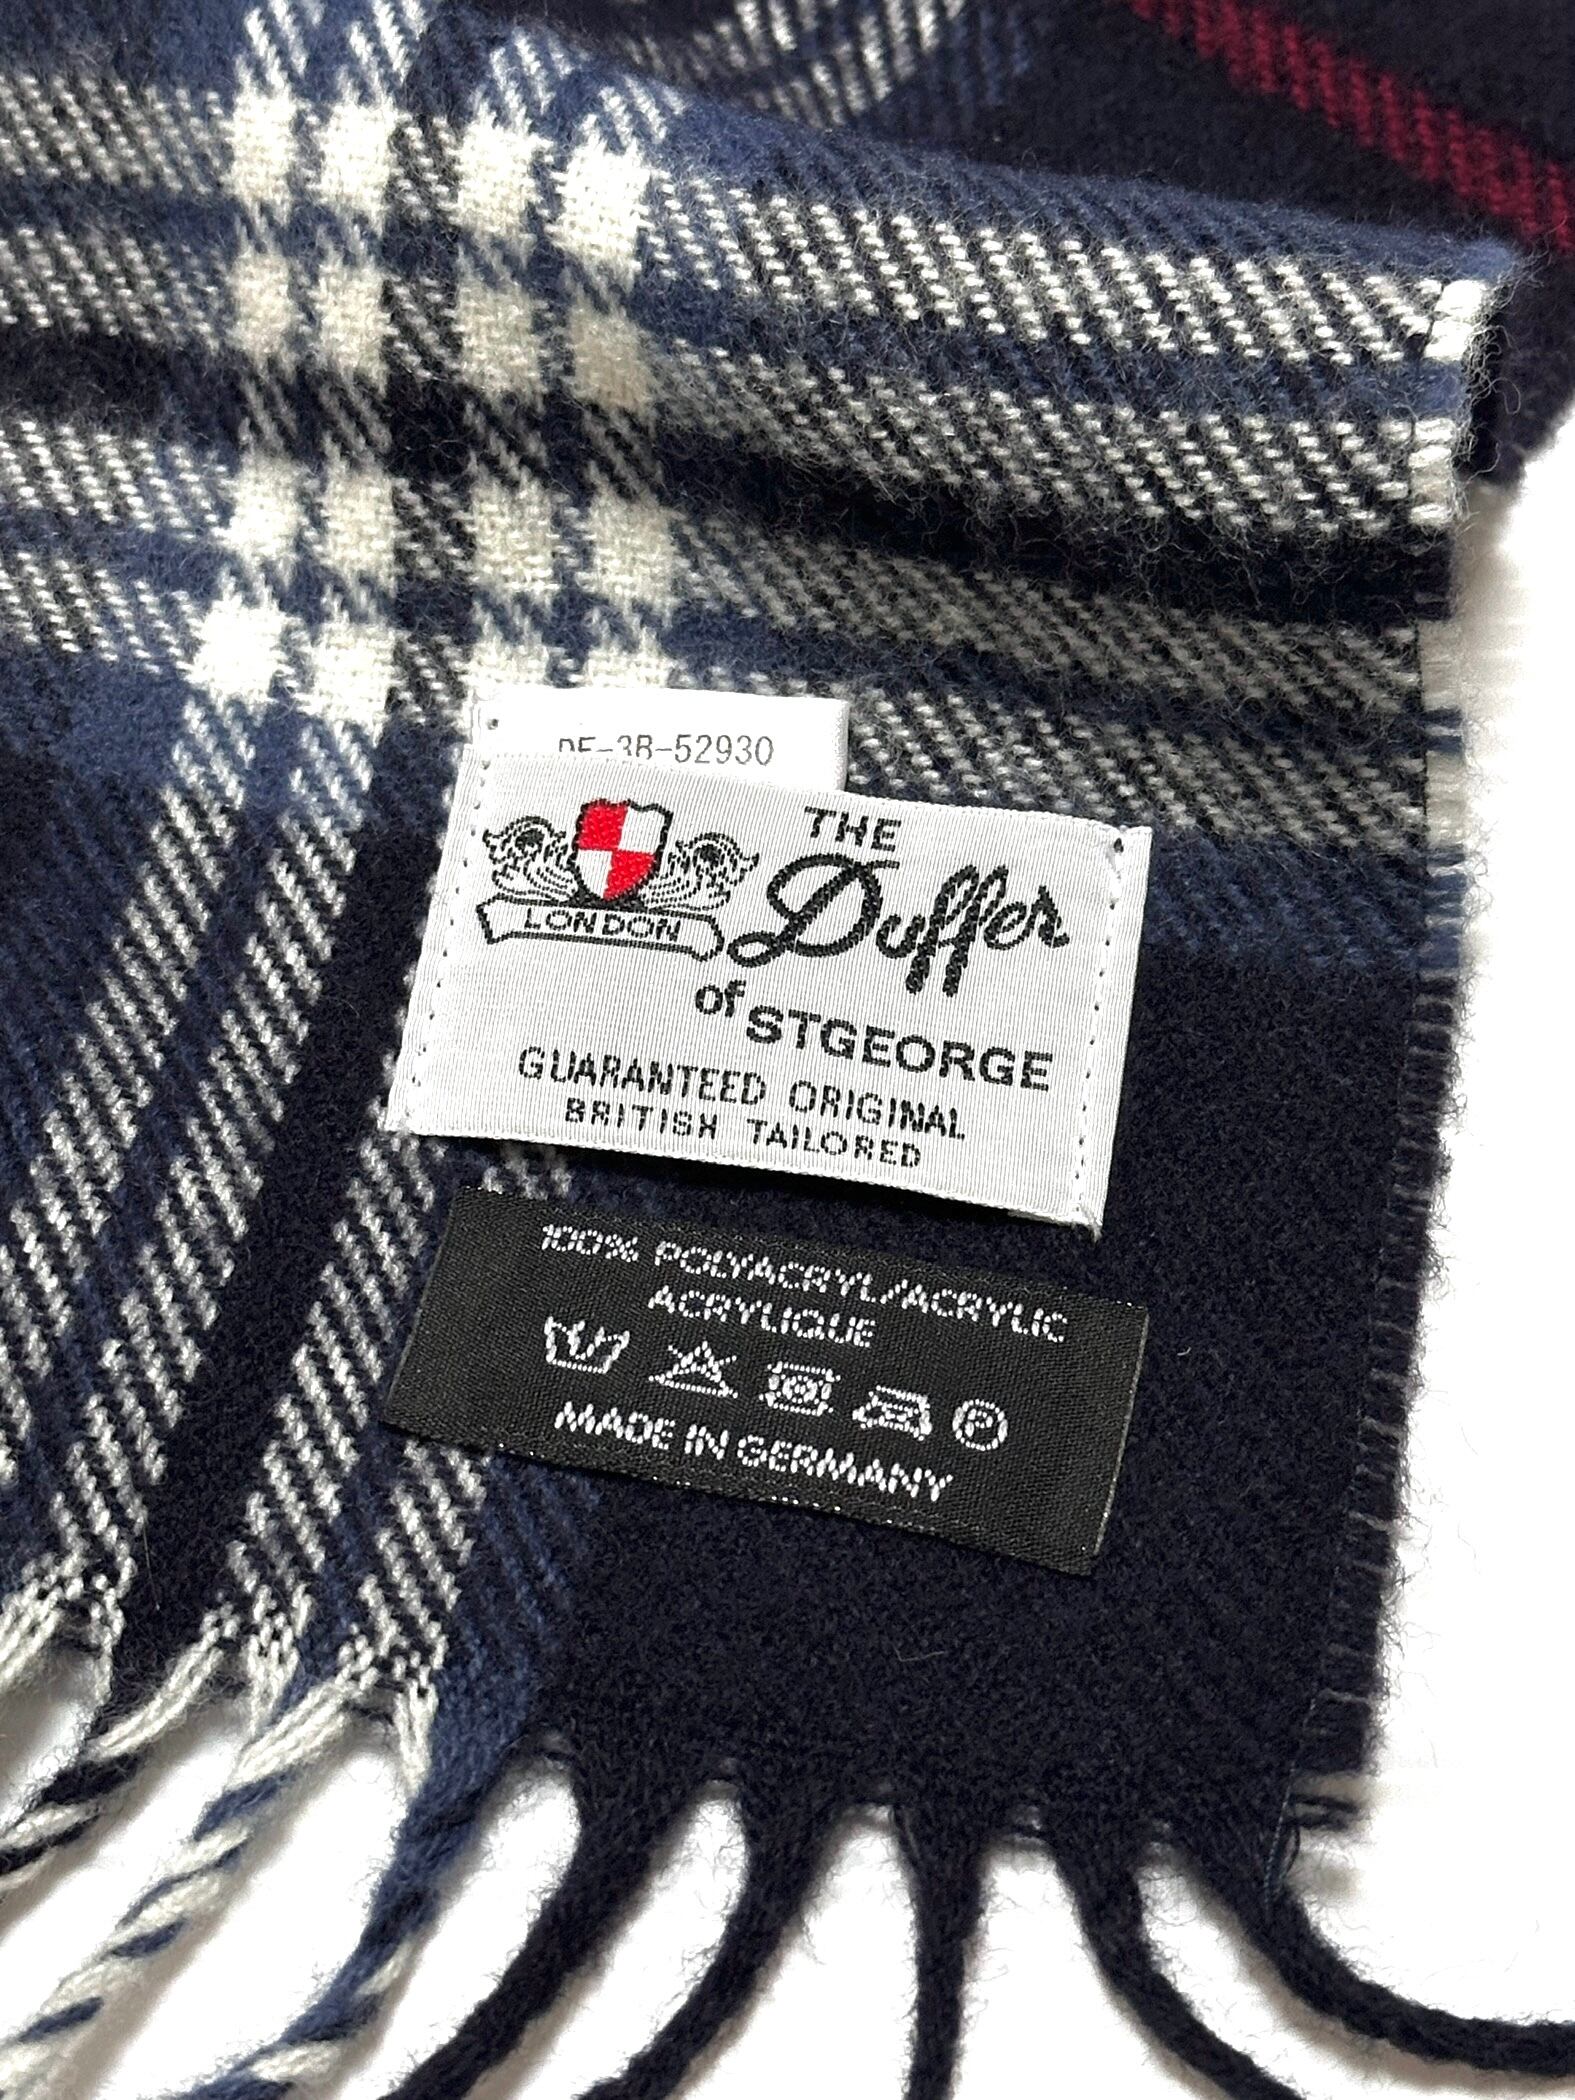 DF-3B-52930
THE
Duffer
LONDON
of STGEORGE
GUARANTEED ORIGINAL
BRITISH TAILORED
100% POLYACRYL/ACRYLIC
ACRYLIQUE
P
MADE IN GERMANY